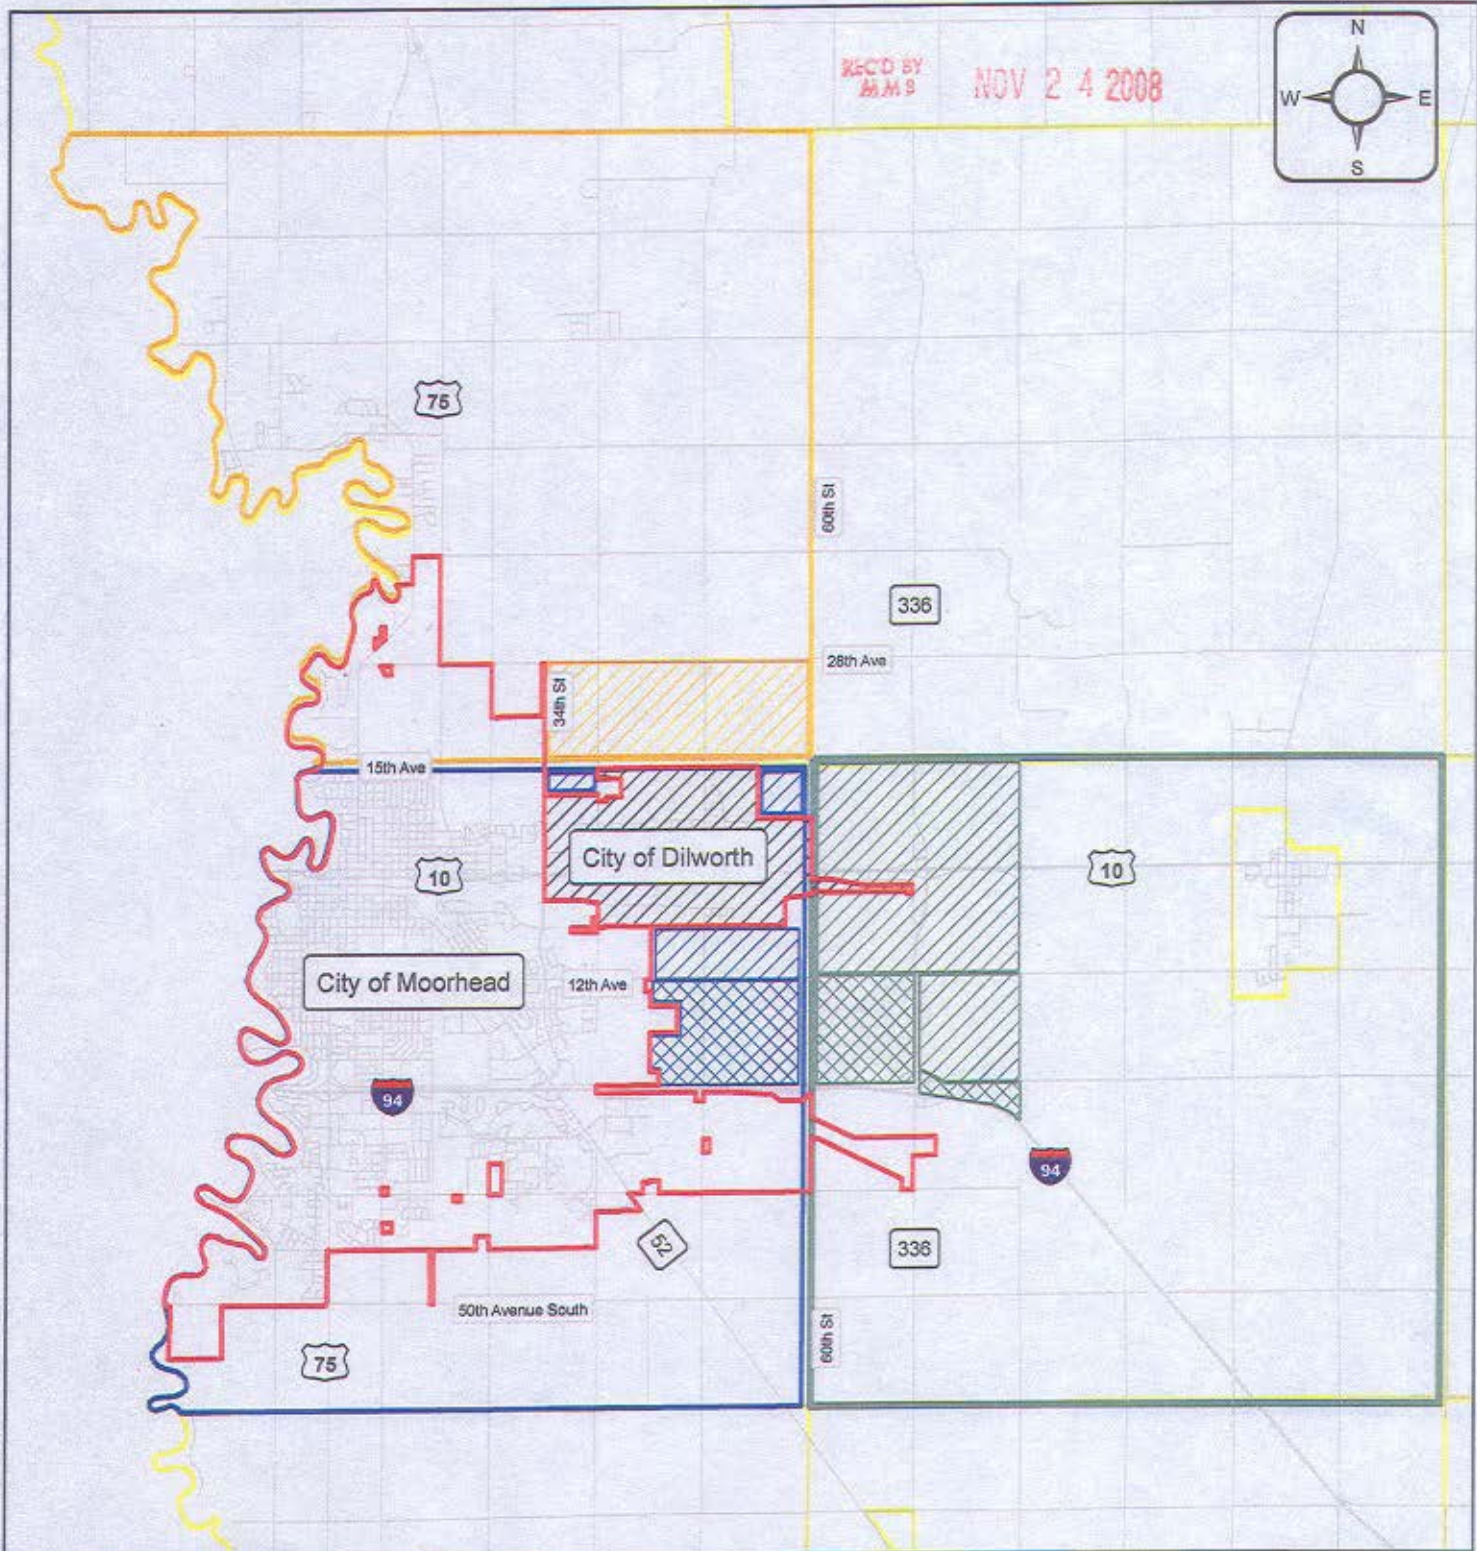 N
REC'D BY
M M B
NOV 2 4 2008
W
E
S
75
60th St
336
28th Ave
34th St
15th Ave
City of Dilworth
10
10
City of Moorhead
12th Ave
94
94
52
336
50th Avenue South
60th St
75